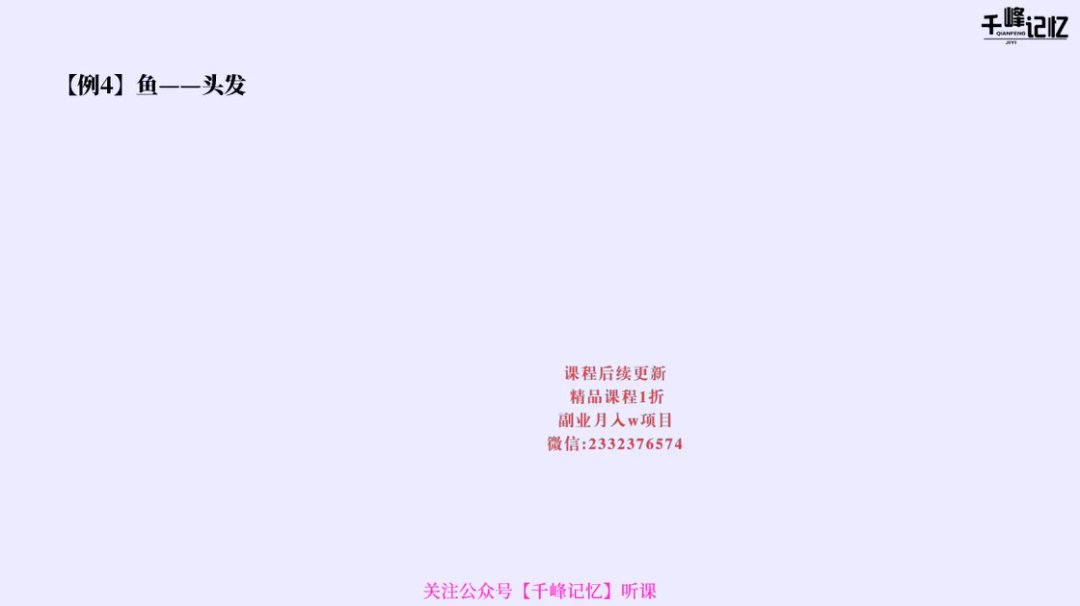 千峰记忆
QIANFENG
JIYI
【例4】鱼——头发
课程后续更新
精品课程1折
副业月入w项目
微信:2332376574
关注公众号【千峰记忆】听课